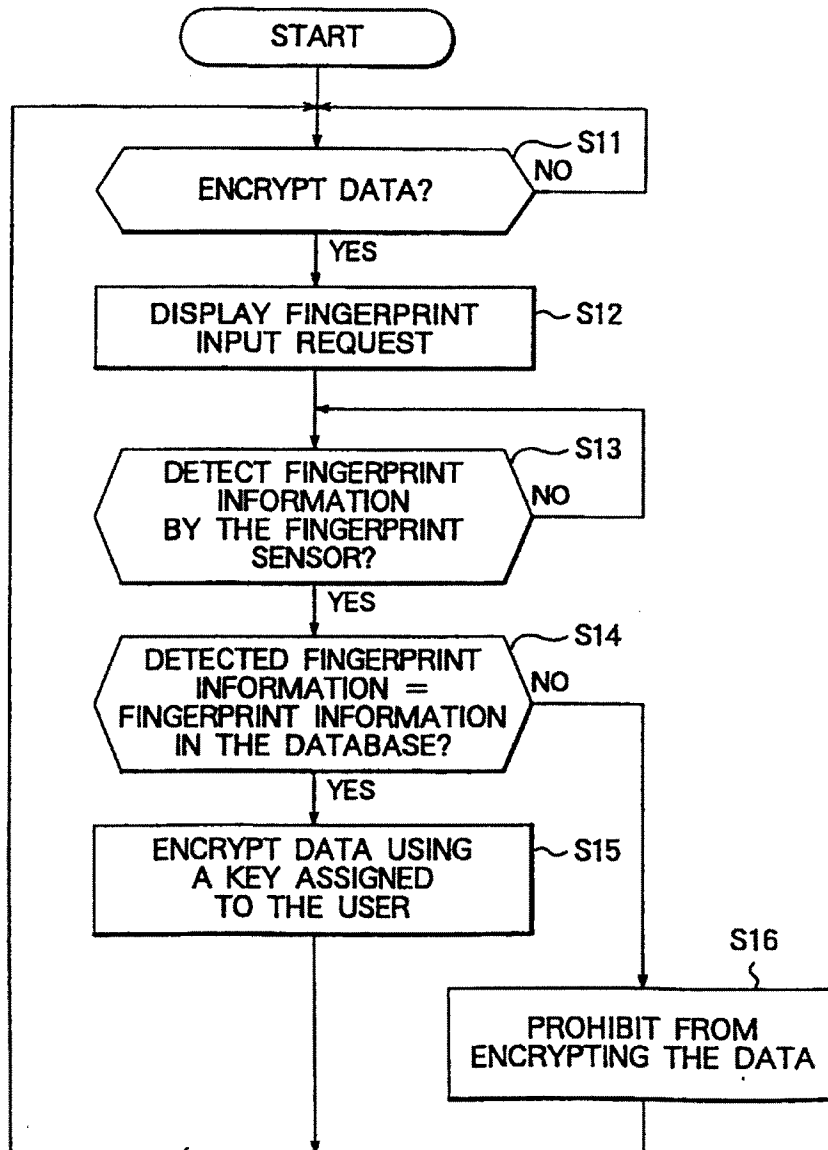 START
S11
NO
ENCRYPT DATA?
YES
DISPLAY FINGERPRINT
INPUT REQUEST
S12
S13
DETECT FINGERPRINT
INFORMATION
BY THE FINGERPRINT
SENSOR?
NO
YES
S14
DETECTED FINGERPRINT
INFORMATION =
FINGERPRINT INFORMATION
IN THE DATABASE?
NO
YES
ENCRYPT DATA USING
A KEY ASSIGNED
TO THE USER
S15
S16
PROHIBIT FROM
ENCRYPTING THE DATA